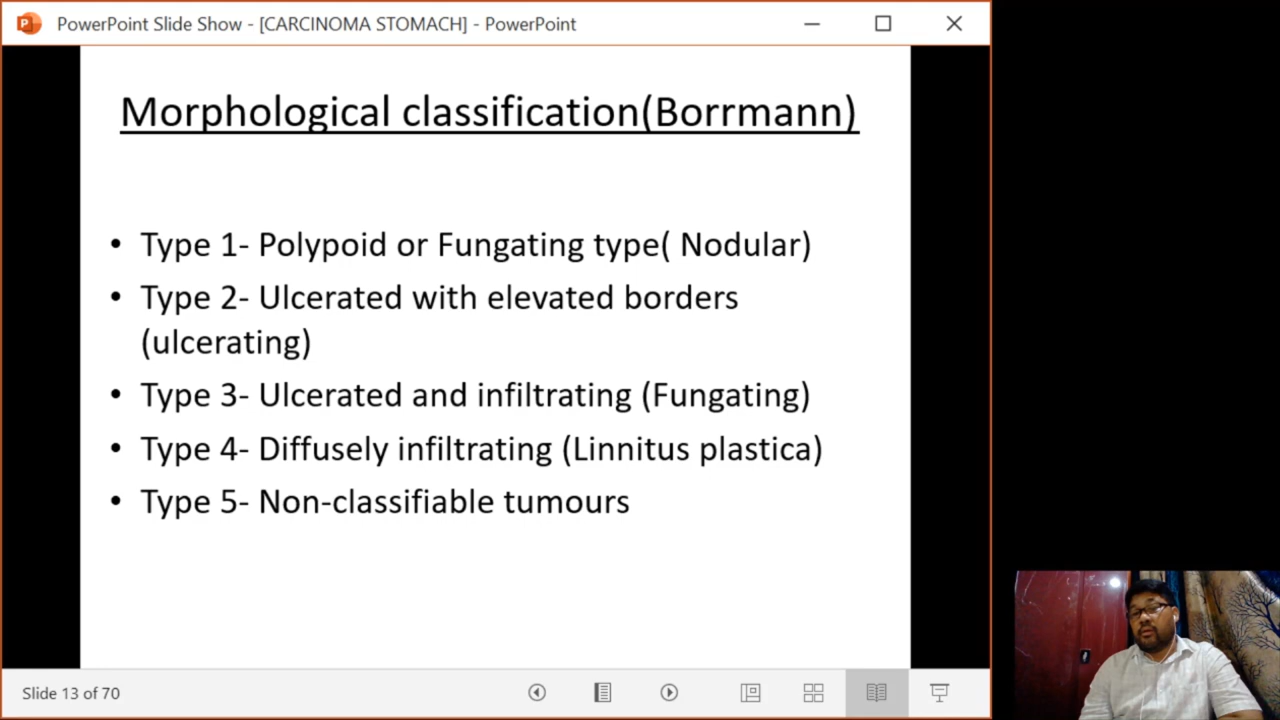 PowerPoint Slide Show - [CARCINOMA STOMACH] - PowerPoint
Morphological classification(Borrmann)
• Type 1- Polypoid or Fungating type( Nodular)
• Type 2- Ulcerated with elevated borders
(ulcerating)
• Type 3- Ulcerated and infiltrating (Fungating)
• Type 4- Diffusely infiltrating (Linnitus plastica)
• Type 5- Non-classifiable tumours
Slide 13 of 70